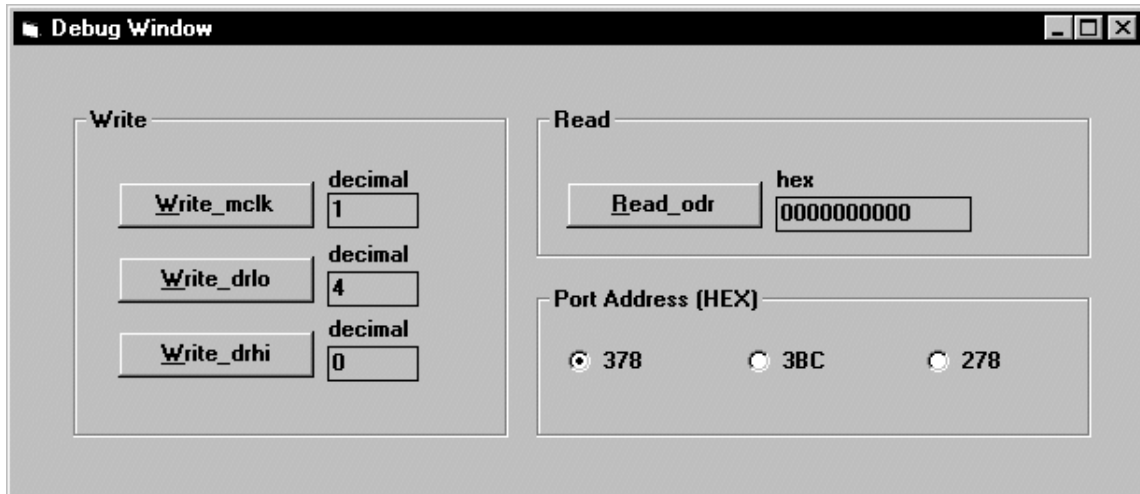 Debug Window
Write
decimal
Write_mclk
1
decimal
Write_drlo
4
decimal
Write_drhi
0
Read
hex
Read_odr
0000000000
Port Address (HEX)
378 3BC 278